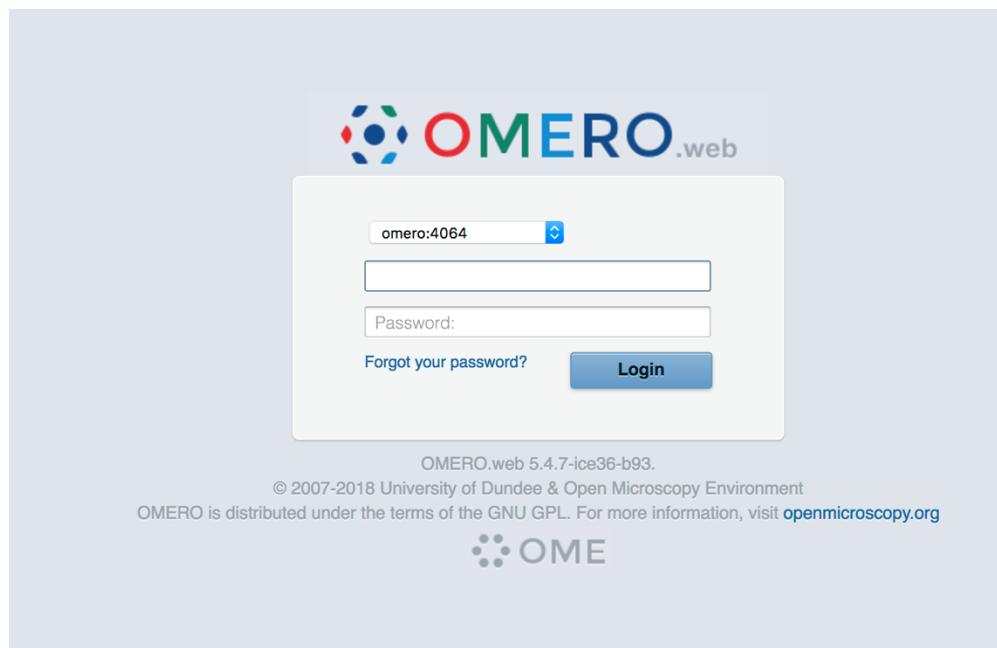 OMERO.web
omero:4064
Password:
Forgot your password?
Login
OMERO.web 5.4.7-ice36-b93.
© 2007-2018 University of Dundee & Open Microscopy Environment
OMERO is distributed under the terms of the GNU GPL. For more information, visit openmicroscopy.org
OME